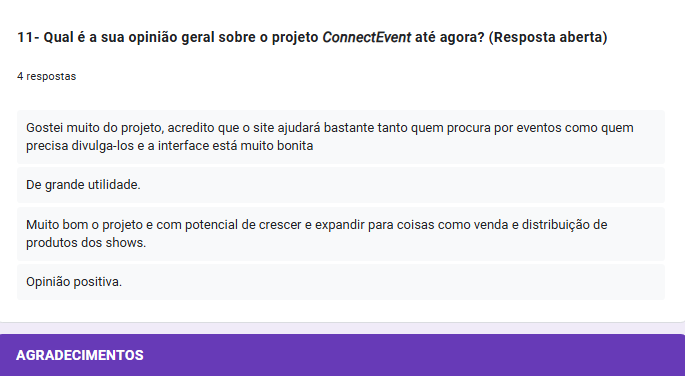 11- Qual é a sua opinião geral sobre o projeto ConnectEvent até agora? (Resposta aberta)
4 respostas
Gostei muito do projeto, acredito que o site ajudará bastante tanto quem procura por eventos como quem
precisa divulga-los e a interface está muito bonita
De grande utilidade.
Muito bom o projeto e com potencial de crescer e expandir para coisas como venda e distribuição de
produtos dos shows.
Opinião positiva.
AGRADECIMENTOS